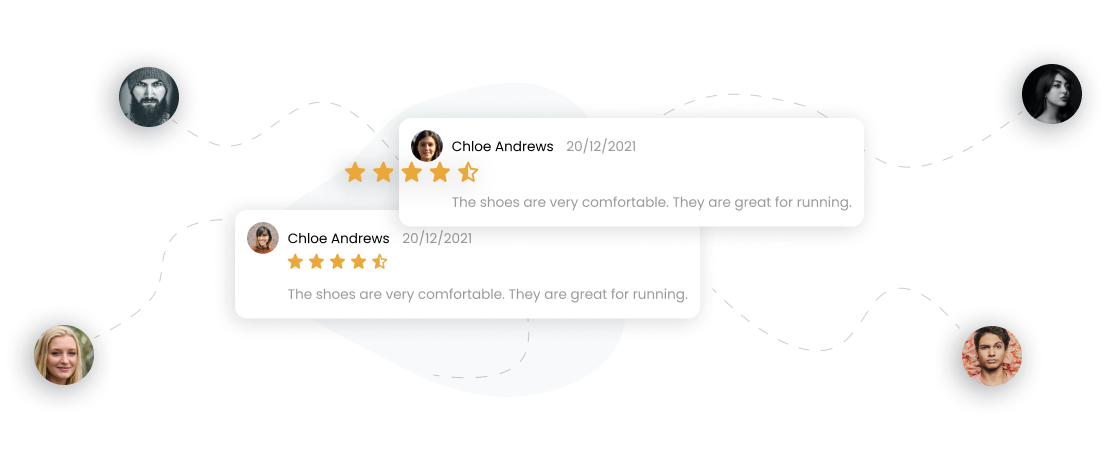 Chloe Andrews 20/12/2021
The shoes are very comfortable. They are great for running.
Chloe Andrews 20/12/2021
The shoes are very comfortable. They are great for running.